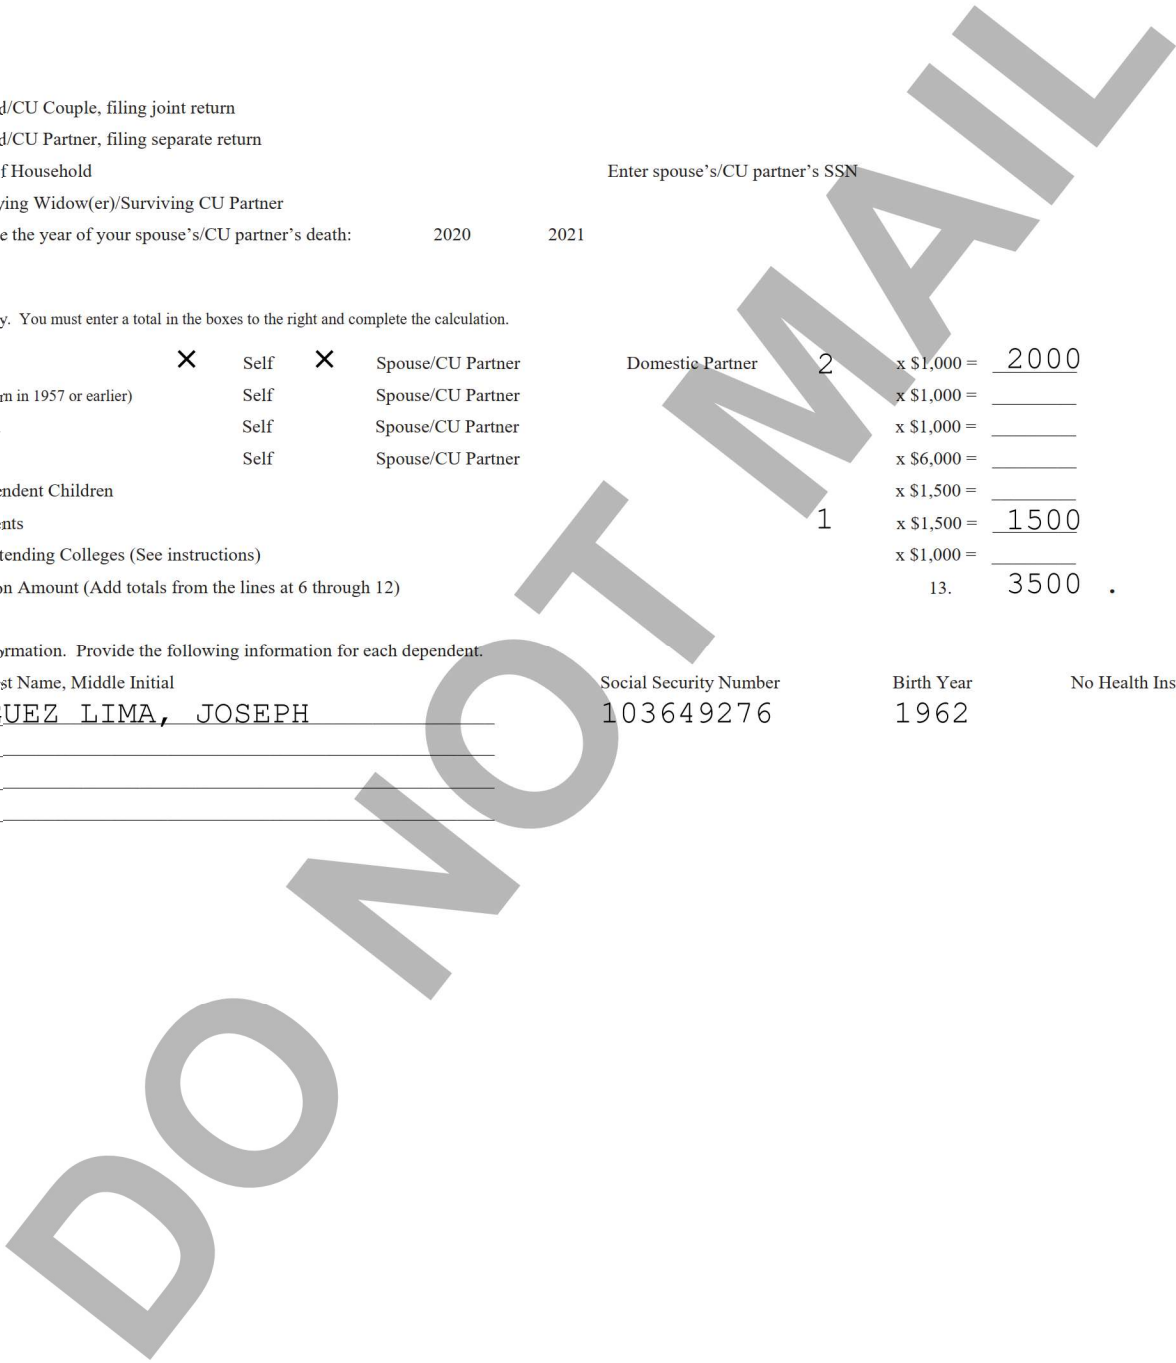 d/CU Couple, filing joint return
d/CU Partner, filing separate return
f Household Enter spouse's/CU partner's SSN
ying Widow(er)/Surviving CU Partner
e the year of your spouse's/CU partner's death: 2020 2021
y. You must enter a total in the boxes to the right and complete the calculation.
× Self × Spouse/CU Partner Domestic Partner 2 x $1,000 = 2000
rn in 1957 or earlier) Self Spouse/CU Partner x $1,000 = 
Self Spouse/CU Partner x $1,000 = 
Self Spouse/CU Partner x $6,000 = 
endent Children x $1,500 = 
ents 1 x $1,500 = 1500
tending Colleges (See instructions) x $1,000 = 
on Amount (Add totals from the lines at 6 through 12) 13. 3500 .
ormation. Provide the following information for each dependent.
st Name, Middle Initial Social Security Number Birth Year No Health Ins
GUEZ LIMA, JOSEPH 103649276 1962
DO NOT MAIL